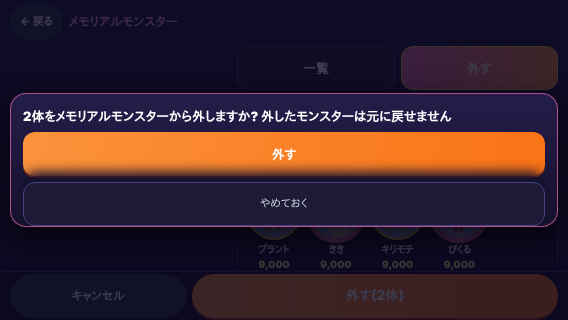 ← 戻る
メモリアルモンスター
一覧
外す
2体をメモリアルモンスターから外しますか? 外したモンスターは元に戻せません
外す
やめておく
プラント
きき
キリモチ
ぴくる
9,000
9,000
9,000
9,000
キャンセル
外す(2体)